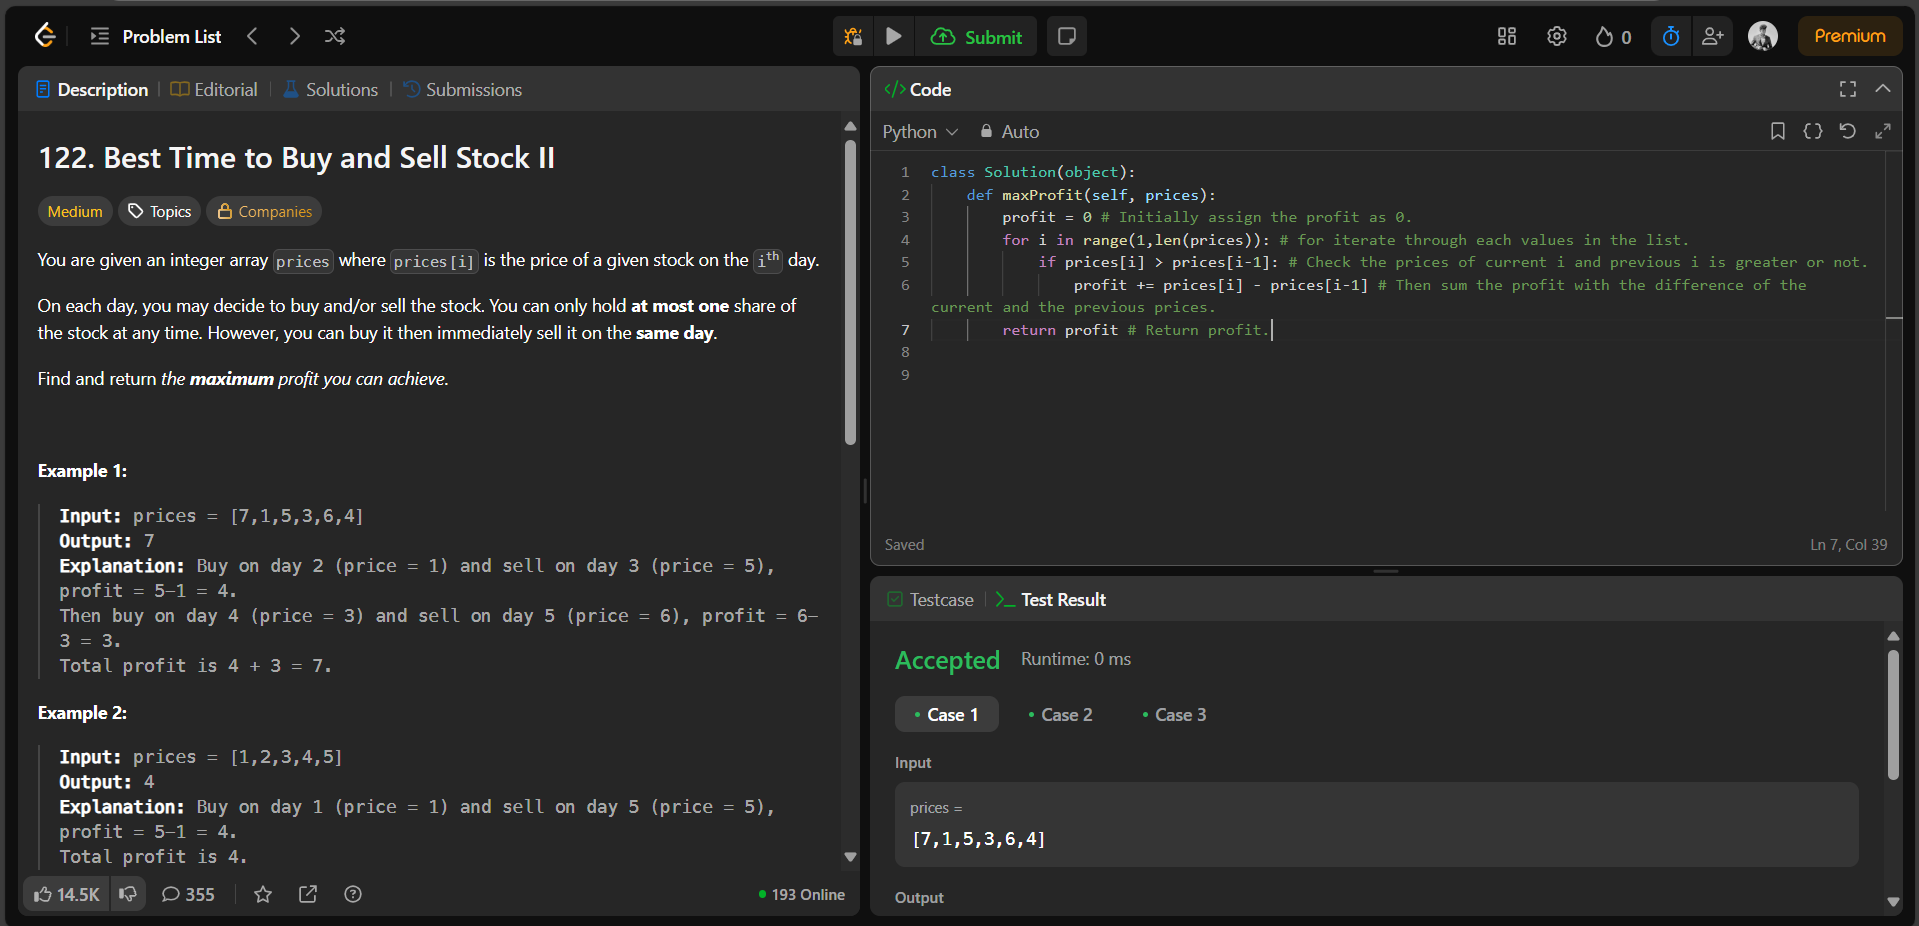 Problem List
Submit
0
Premium
Description
Editorial
Solutions
Submissions
122. Best Time to Buy and Sell Stock II
Medium
Topics
Companies
You are given an integer array prices where prices[i] is the price of a given stock on the ith day.
On each day, you may decide to buy and/or sell the stock. You can only hold at most one share of
the stock at any time. However, you can buy it then immediately sell it on the same day.
Find and return the maximum profit you can achieve.
Example 1:
Input: prices = [7,1,5,3,6,4]
Output: 7
Explanation: Buy on day 2 (price = 1) and sell on day 3 (price = 5),
profit = 5-1 = 4.
Then buy on day 4 (price = 3) and sell on day 5 (price = 6), profit = 6-
3 = 3.
Total profit is 4 + 3 = 7.
Example 2:
Input: prices = [1,2,3,4,5]
Output: 4
Explanation: Buy on day 1 (price = 1) and sell on day 5 (price = 5),
profit = 5-1 = 4.
Total profit is 4.
14.5K
355
193 Online
</> Code
Python
Auto
1 class Solution(object):
2 def maxProfit(self, prices):
3 profit = 0 # Initially assign the profit as 0.
4 for i in range(1,len(prices)): # for iterate through each values in the list.
5 if prices[i] > prices[i-1]: # Check the prices of current i and previous i is greater or not.
6 profit += prices[i] - prices[i-1] # Then sum the profit with the difference of the
current and the previous prices.
7 return profit # Return profit.
8
9
Saved
Ln 7, Col 39
Testcase
Test Result
Accepted
Runtime: 0 ms
Case 1
Case 2
Case 3
Input
prices =
[7,1,5,3,6,4]
Output